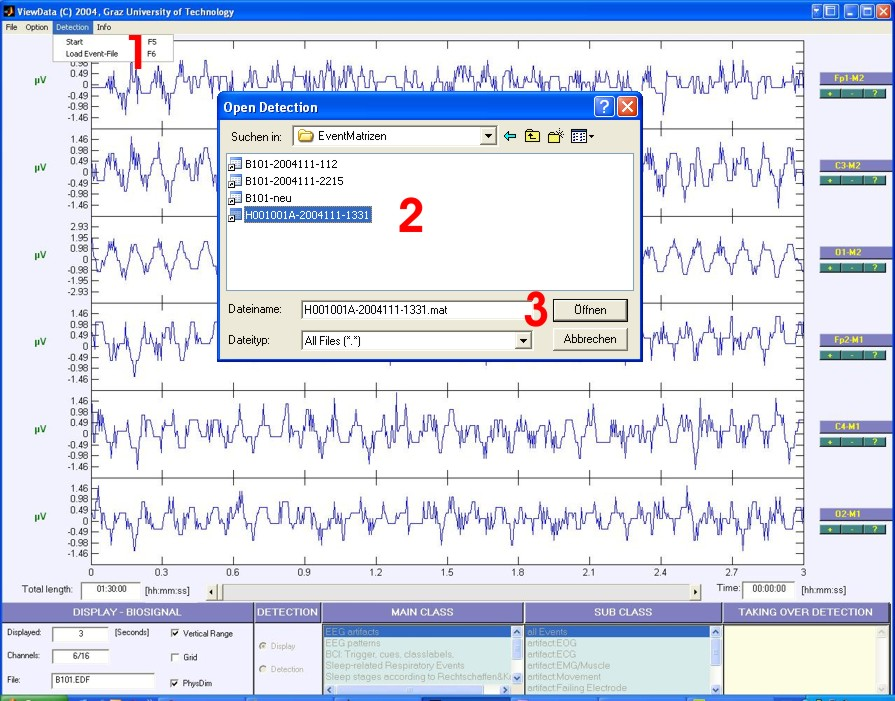 ViewData (C) 2004, Graz University of Technology
File Option Detection Info
Start F5
Load Event-File F6
1
0.98
0.49
0
-0.49
-0.98
-1.46
µV
Fp1-M2
+ - ?
Open Detection
Suchen in: EventMatrizen
B101-2004111-112
B101-2004111-2215
B101-neu
H001001A-2004111-1331
2
Dateiname: H001001A-2004111-1331.mat
3
Öffnen
Dateityp: All Files (*.*)
Abbrechen
1.46
0.98
0.49
0
-0.49
-0.98
-1.46
µV
C3-M2
+ - ?
2.93
1.95
0.98
0
-0.98
-1.95
-2.93
µV
O1-M2
+ - ?
1.46
0.98
0.49
0
-0.49
-0.98
-1.46
µV
Fp2-M1
+ - ?
1.46
0.98
0.49
0
-0.49
-0.98
-1.46
µV
C4-M1
+ - ?
1.46
0.98
0.49
0
-0.49
-0.98
-1.46
µV
O2-M1
+ - ?
0 0.3 0.6 0.9 1.2 1.5 1.8 2.1 2.4 2.7 3
Total length: 01:30:00 [hh:mm:ss] Time: 00:00:00 [hh:mm:ss]
DISPLAY - BIOSIGNAL
Displayed: 3 [Seconds] Vertical Range
Channels: 6/16 Grid
File: B101.EDF PhysDim
DETECTION
Display
Detection
MAIN CLASS
EEG artifacts
EEG patterns
BCI: Trigger, cues, classlabels,
Sleep-related Respiratory Events
Sleep stages according to Rechtschaffen&K
SUB CLASS
all Events
artifact:EOG
artifact:ECG
artifact:EMG/Muscle
artifact:Movement
artifact:Failing Electrode
TAKING OVER DETECTION